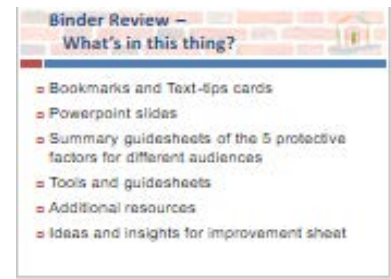 Binder Review –
What's in this thing?
Bookmarks and Text-tips cards
Powerpoint slides
Summary guidesheets of the 5 protective
factors for different audiences
Tools and guidesheets
Additional resources
Ideas and insights for improvement sheet